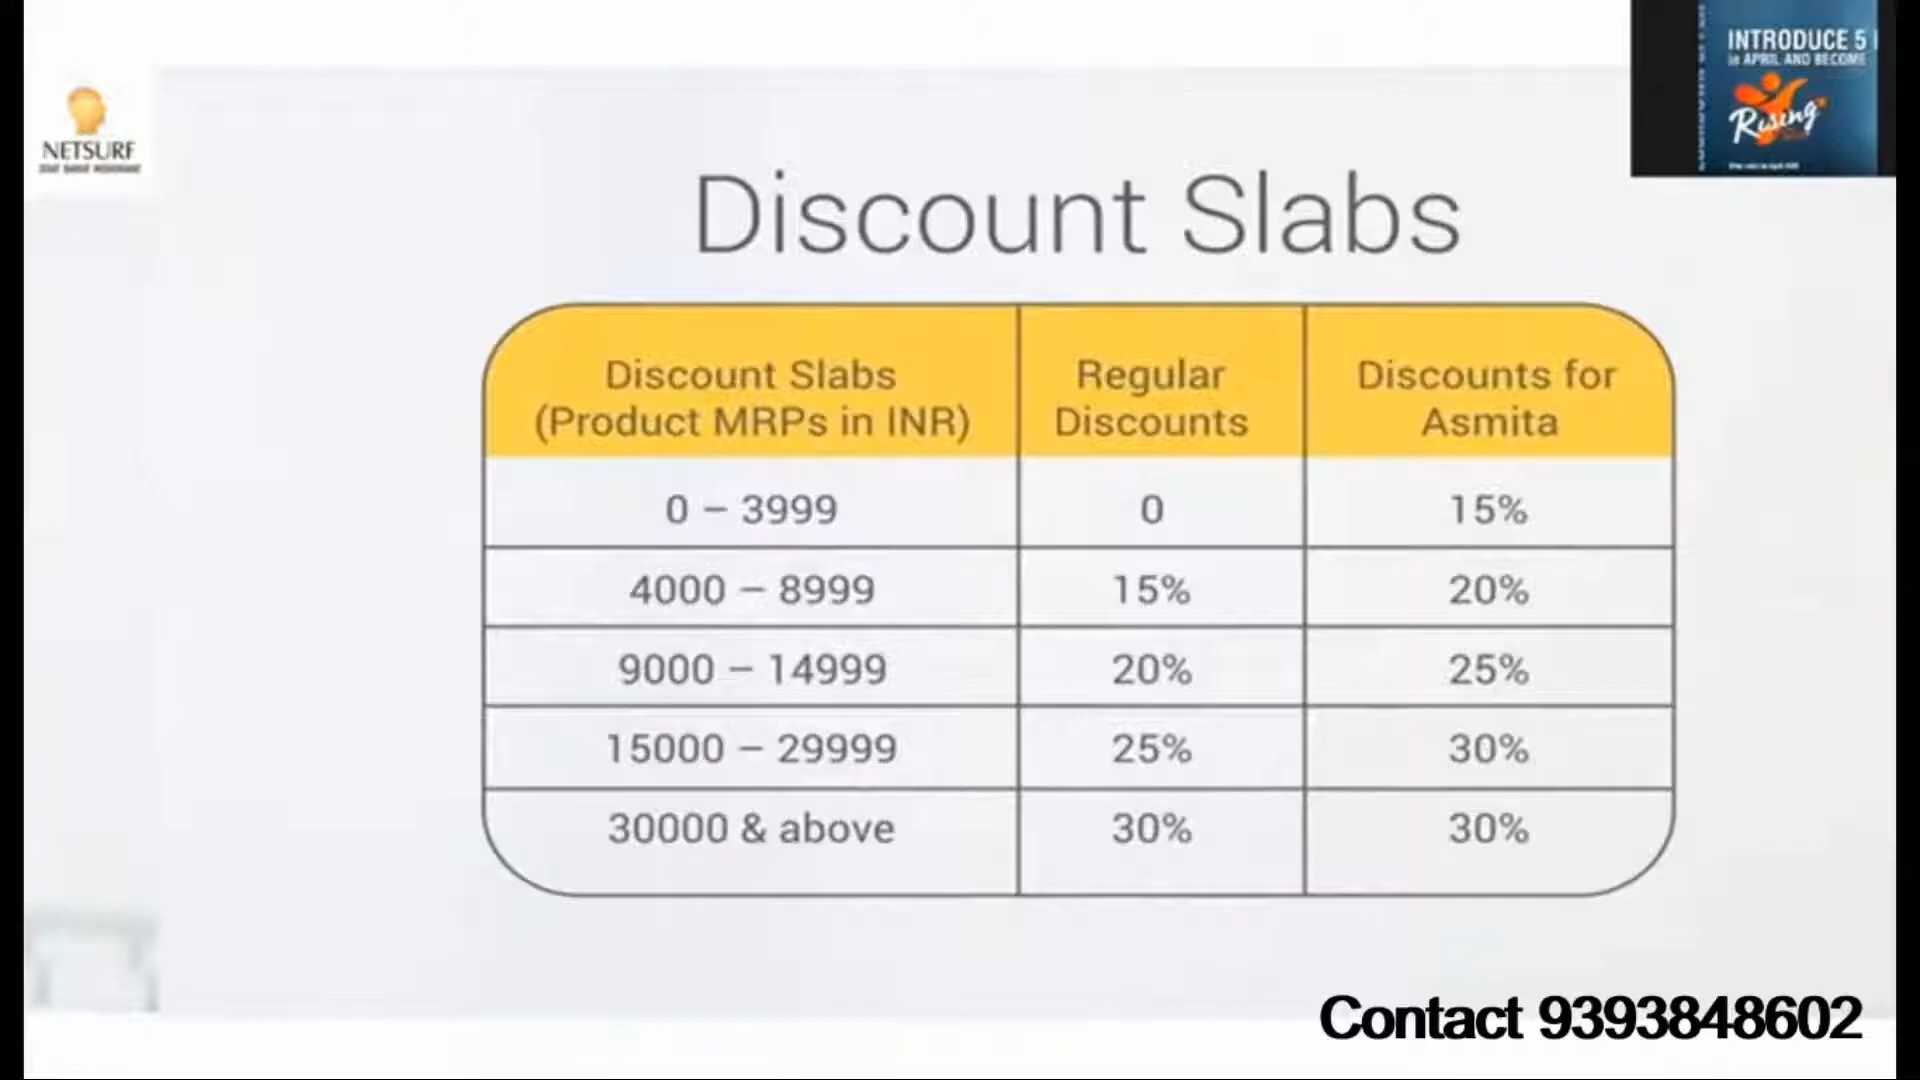 NETSURF
INTRODUCE 5
in APRIL AND BECOME
Rising
Discount Slabs
Discount Slabs
(Product MRPs in INR)
Regular
Discounts
Discounts for
Asmita
0 – 3999
0
15%
4000 – 8999
15%
20%
9000 – 14999
20%
25%
15000 – 29999
25%
30%
30000 & above
30%
30%
Contact 9393848602